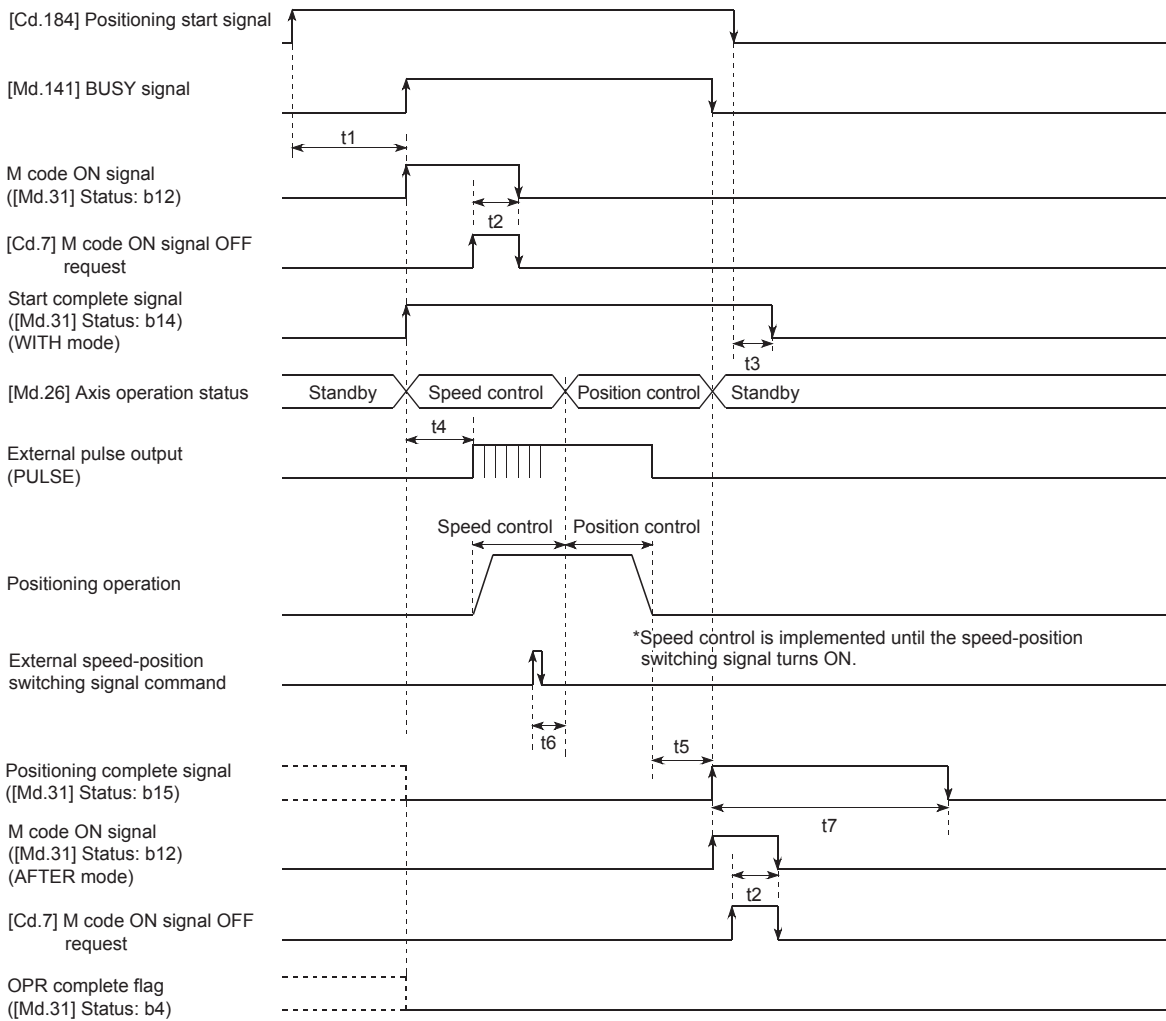 [Cd.184] Positioning start signal
[Md.141] BUSY signal
t1
M code ON signal
([Md.31] Status: b12)
t2
[Cd.7] M code ON signal OFF
request
Start complete signal
([Md.31] Status: b14)
(WITH mode)
t3
[Md.26] Axis operation status
Standby
Speed control
Position control
Standby
t4
External pulse output
(PULSE)
Speed control
Position control
Positioning operation
*Speed control is implemented until the speed-position
switching signal turns ON.
External speed-position
switching signal command
t6
t5
Positioning complete signal
([Md.31] Status: b15)
t7
M code ON signal
([Md.31] Status: b12)
(AFTER mode)
t2
[Cd.7] M code ON signal OFF
request
OPR complete flag
([Md.31] Status: b4)